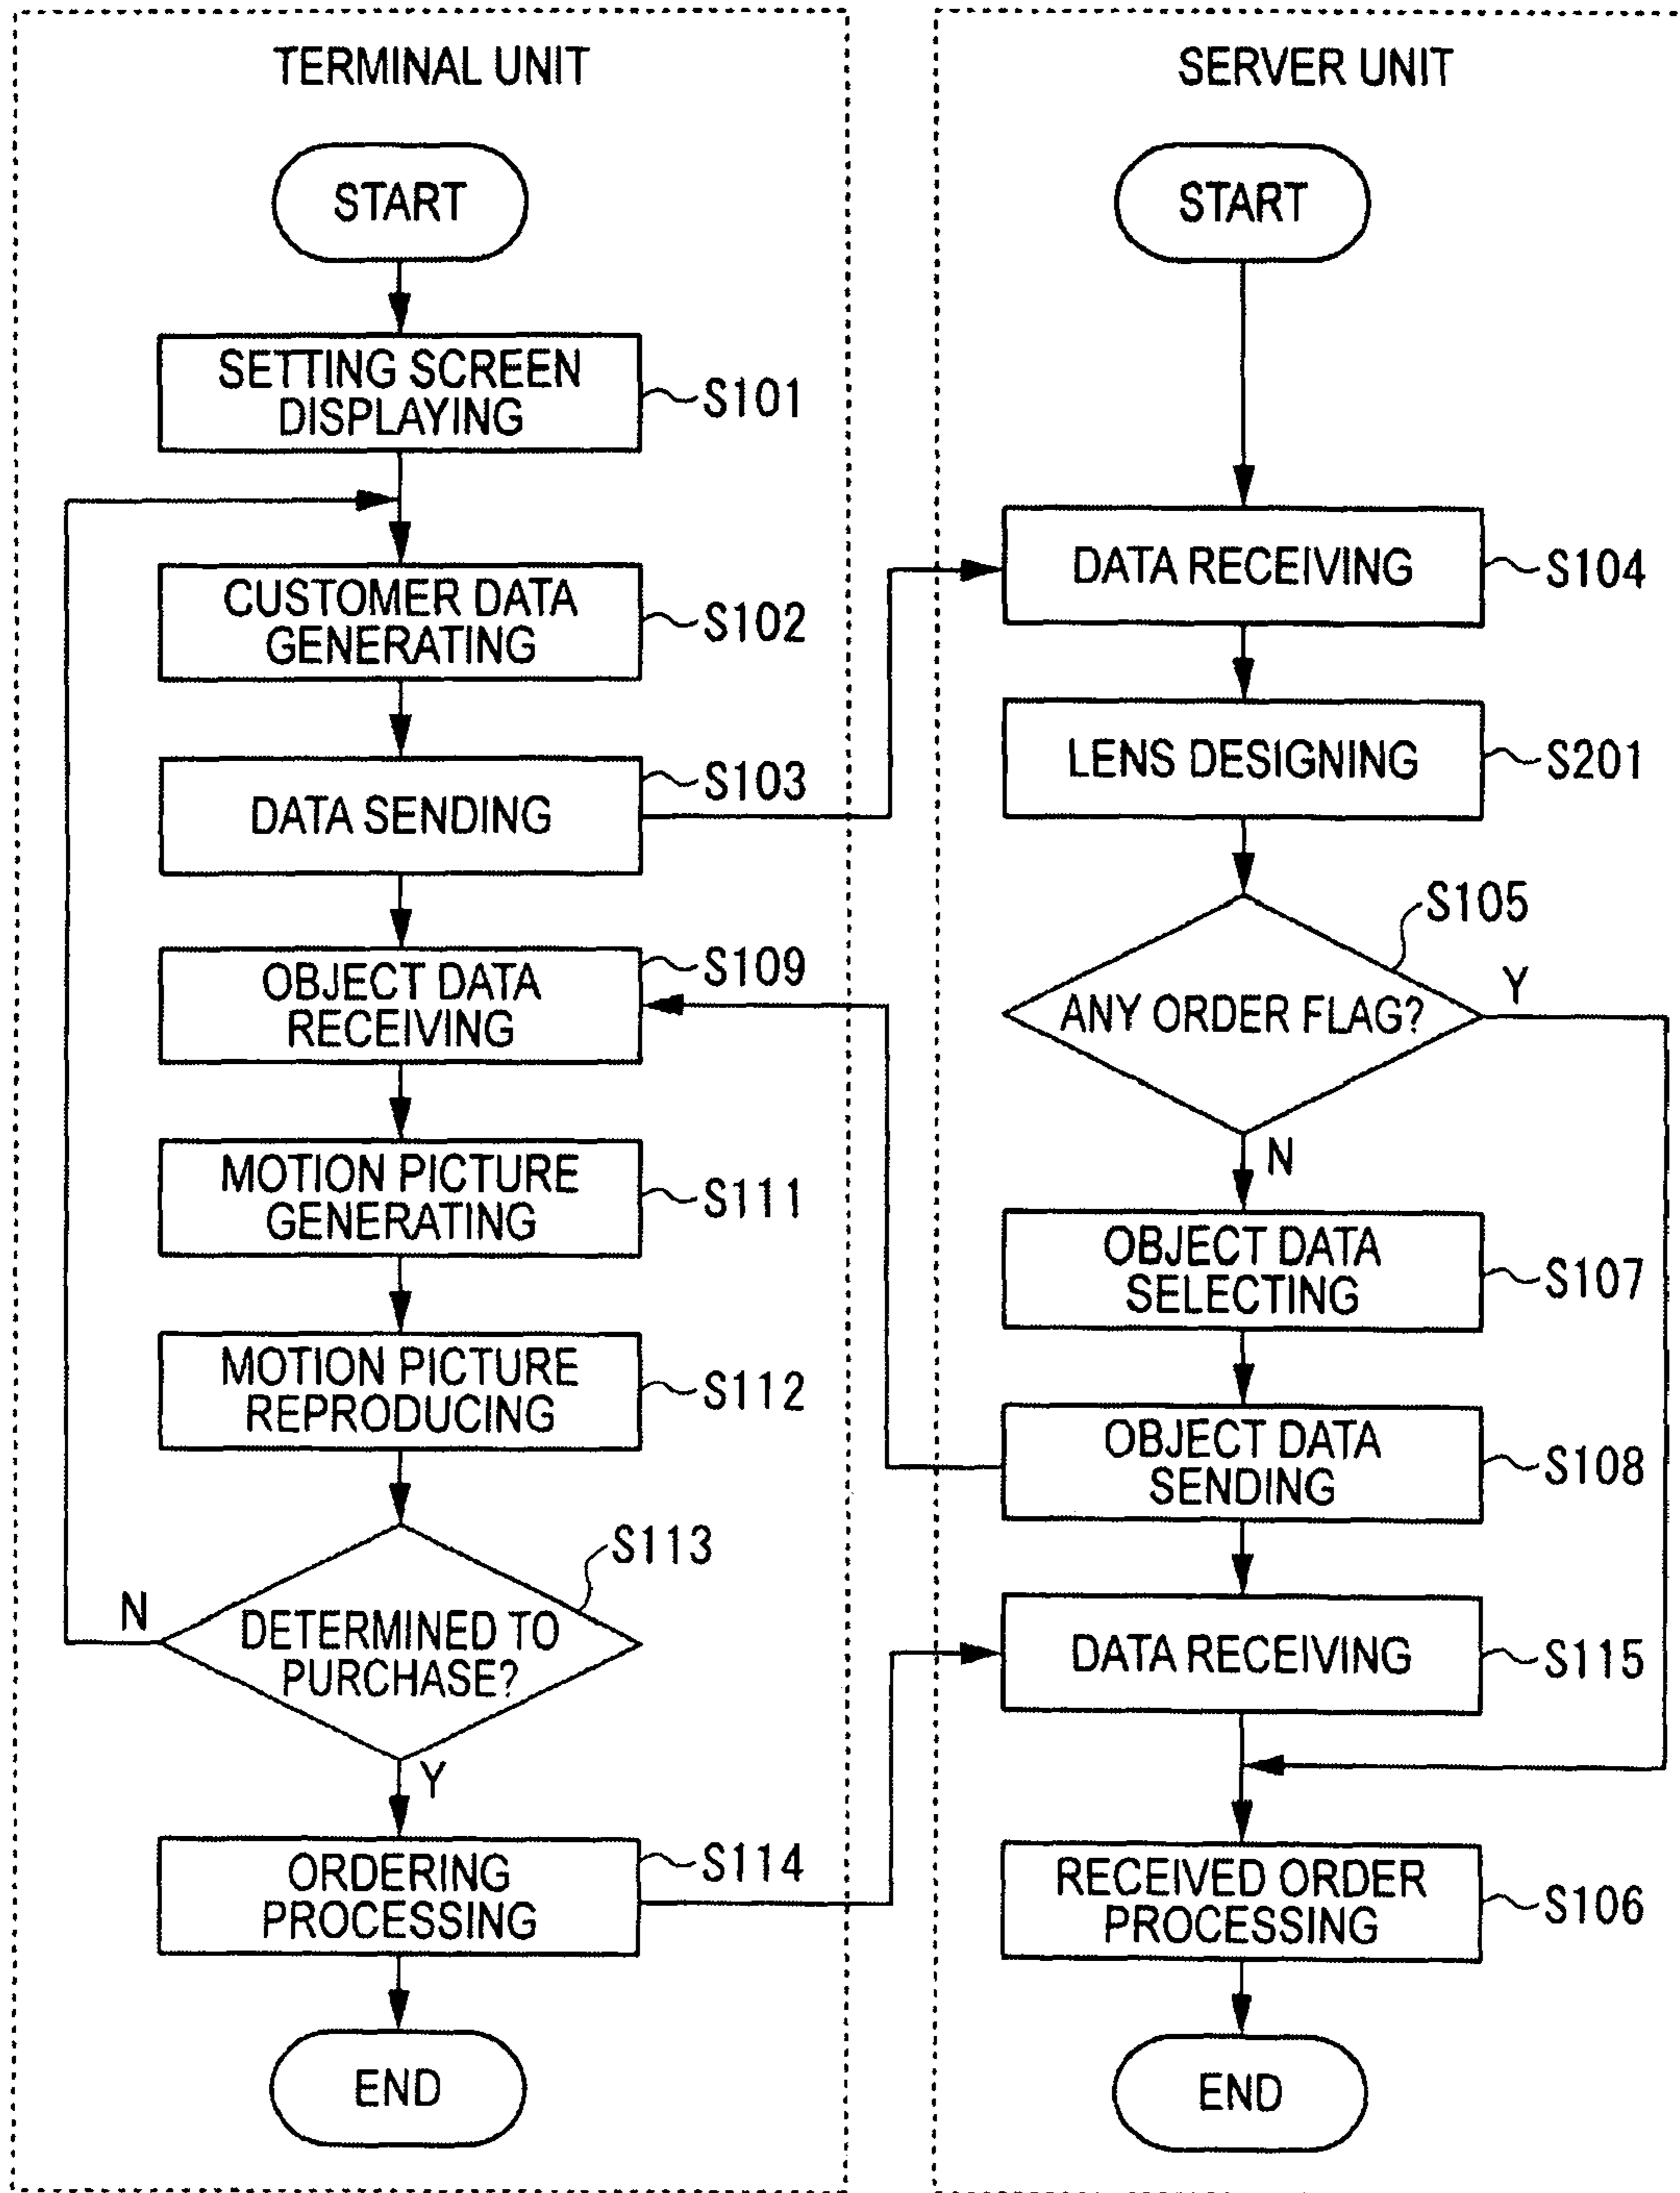 TERMINAL UNIT
START
SETTING SCREEN
DISPLAYING
S101
CUSTOMER DATA
GENERATING
S102
DATA SENDING
S103
OBJECT DATA
RECEIVING
S109
MOTION PICTURE
GENERATING
S111
MOTION PICTURE
REPRODUCING
S112
S113
N
DETERMINED TO
PURCHASE?
Y
ORDERING
PROCESSING
S114
END
SERVER UNIT
START
DATA RECEIVING
S104
LENS DESIGNING
S201
S105
ANY ORDER FLAG?
Y
N
OBJECT DATA
SELECTING
S107
OBJECT DATA
SENDING
S108
DATA RECEIVING
S115
RECEIVED ORDER
PROCESSING
S106
END